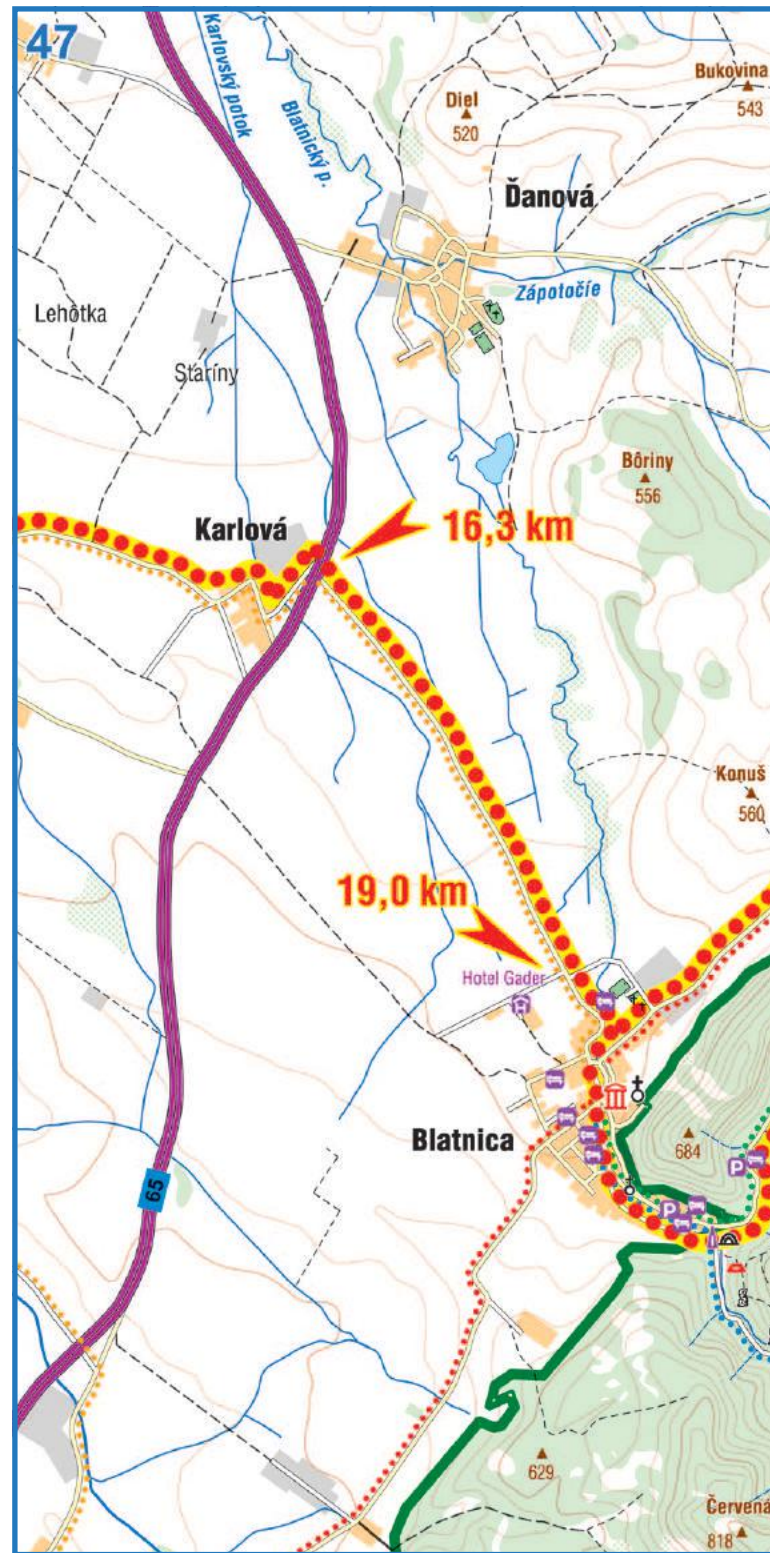 47
Karlovský potok
Blatnický p.
Diel
520
Bukovina
543
Ďanová
Zápotočíe
Lehôtka
Staríny
Bôriny
556
Karlová
16,3 km
Konuš
560
19,0 km
Hotel Gader
H
Blatnica
684
P
P
65
629
Červená
818